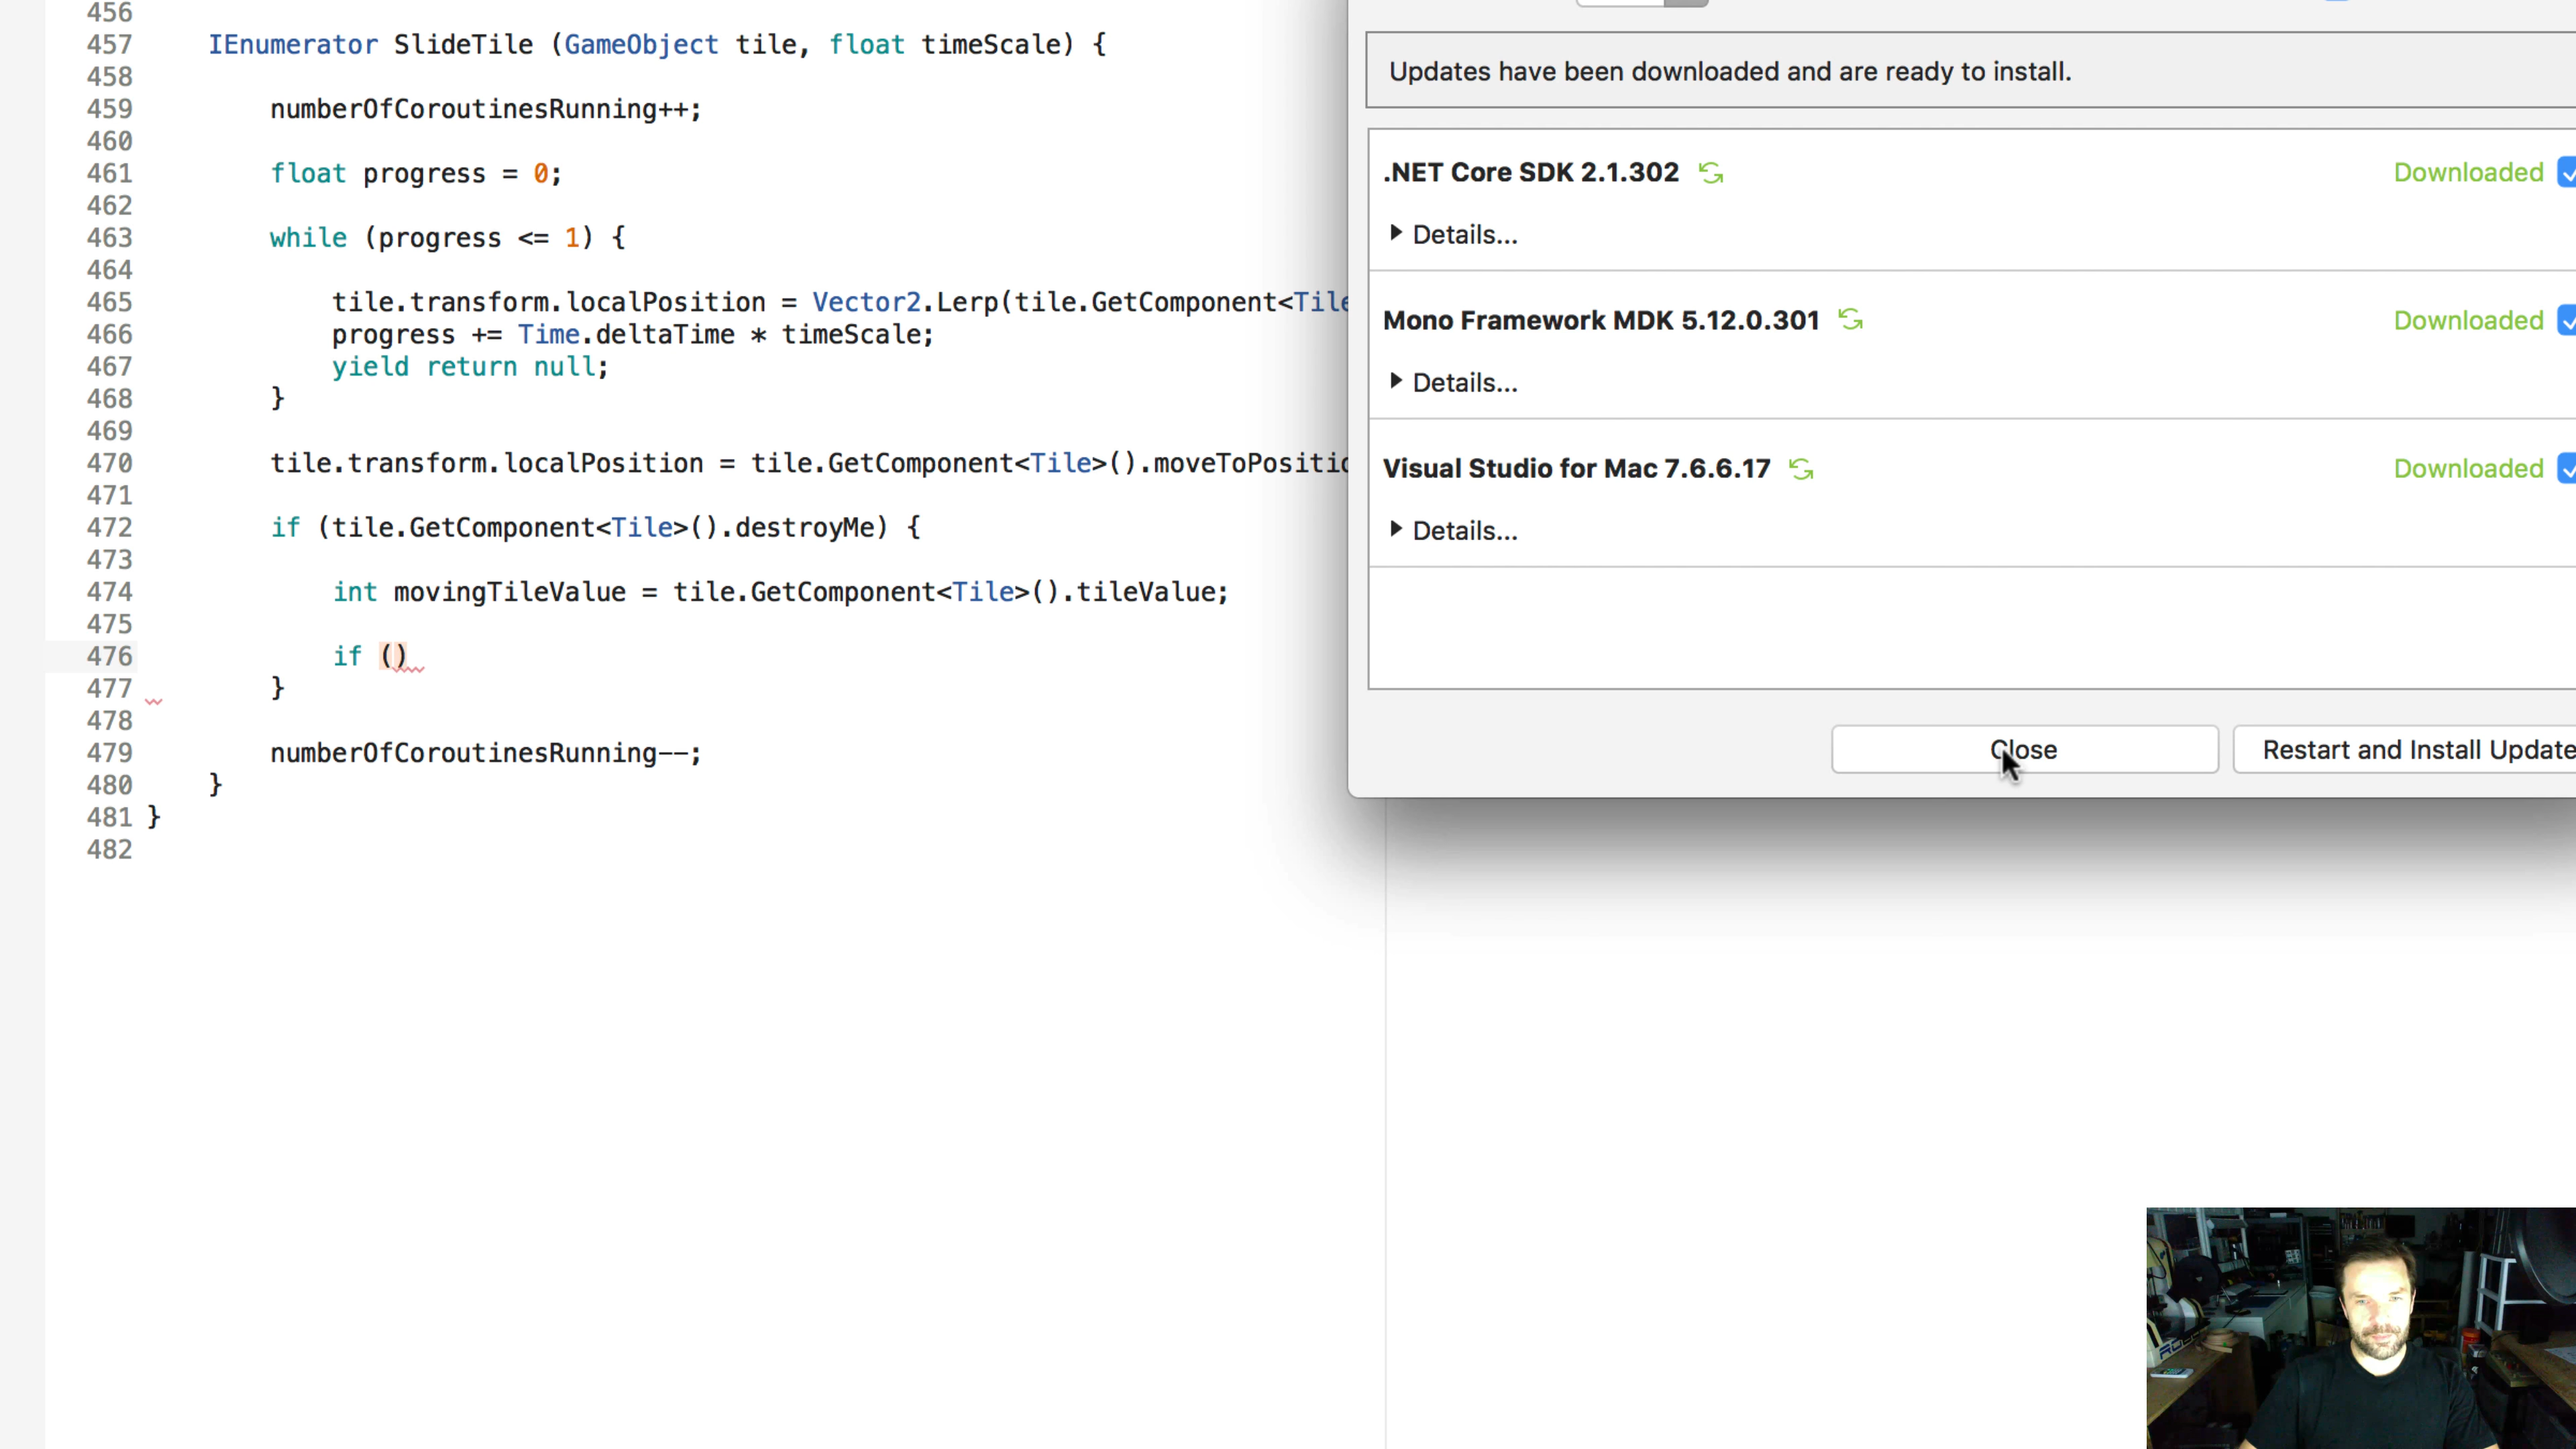 456
457 IEnumerator SlideTile (GameObject tile, float timeScale) {
458
459 numberOfCoroutinesRunning++;
460
461 float progress = 0;
462
463 while (progress <= 1) {
464
465 tile.transform.localPosition = Vector2.Lerp(tile.GetComponent<Tile
466 progress += Time.deltaTime * timeScale;
467 yield return null;
468 }
469
470 tile.transform.localPosition = tile.GetComponent<Tile>().moveToPositio
471
472 if (tile.GetComponent<Tile>().destroyMe) {
473
474 int movingTileValue = tile.GetComponent<Tile>().tileValue;
475
476 if ()
477 }
478
479 numberOfCoroutinesRunning--;
480 }
481 }
482
Updates have been downloaded and are ready to install.
.NET Core SDK 2.1.302 Downloaded
Details...
Mono Framework MDK 5.12.0.301 Downloaded
Details...
Visual Studio for Mac 7.6.6.17 Downloaded
Details...
Close Restart and Install Update